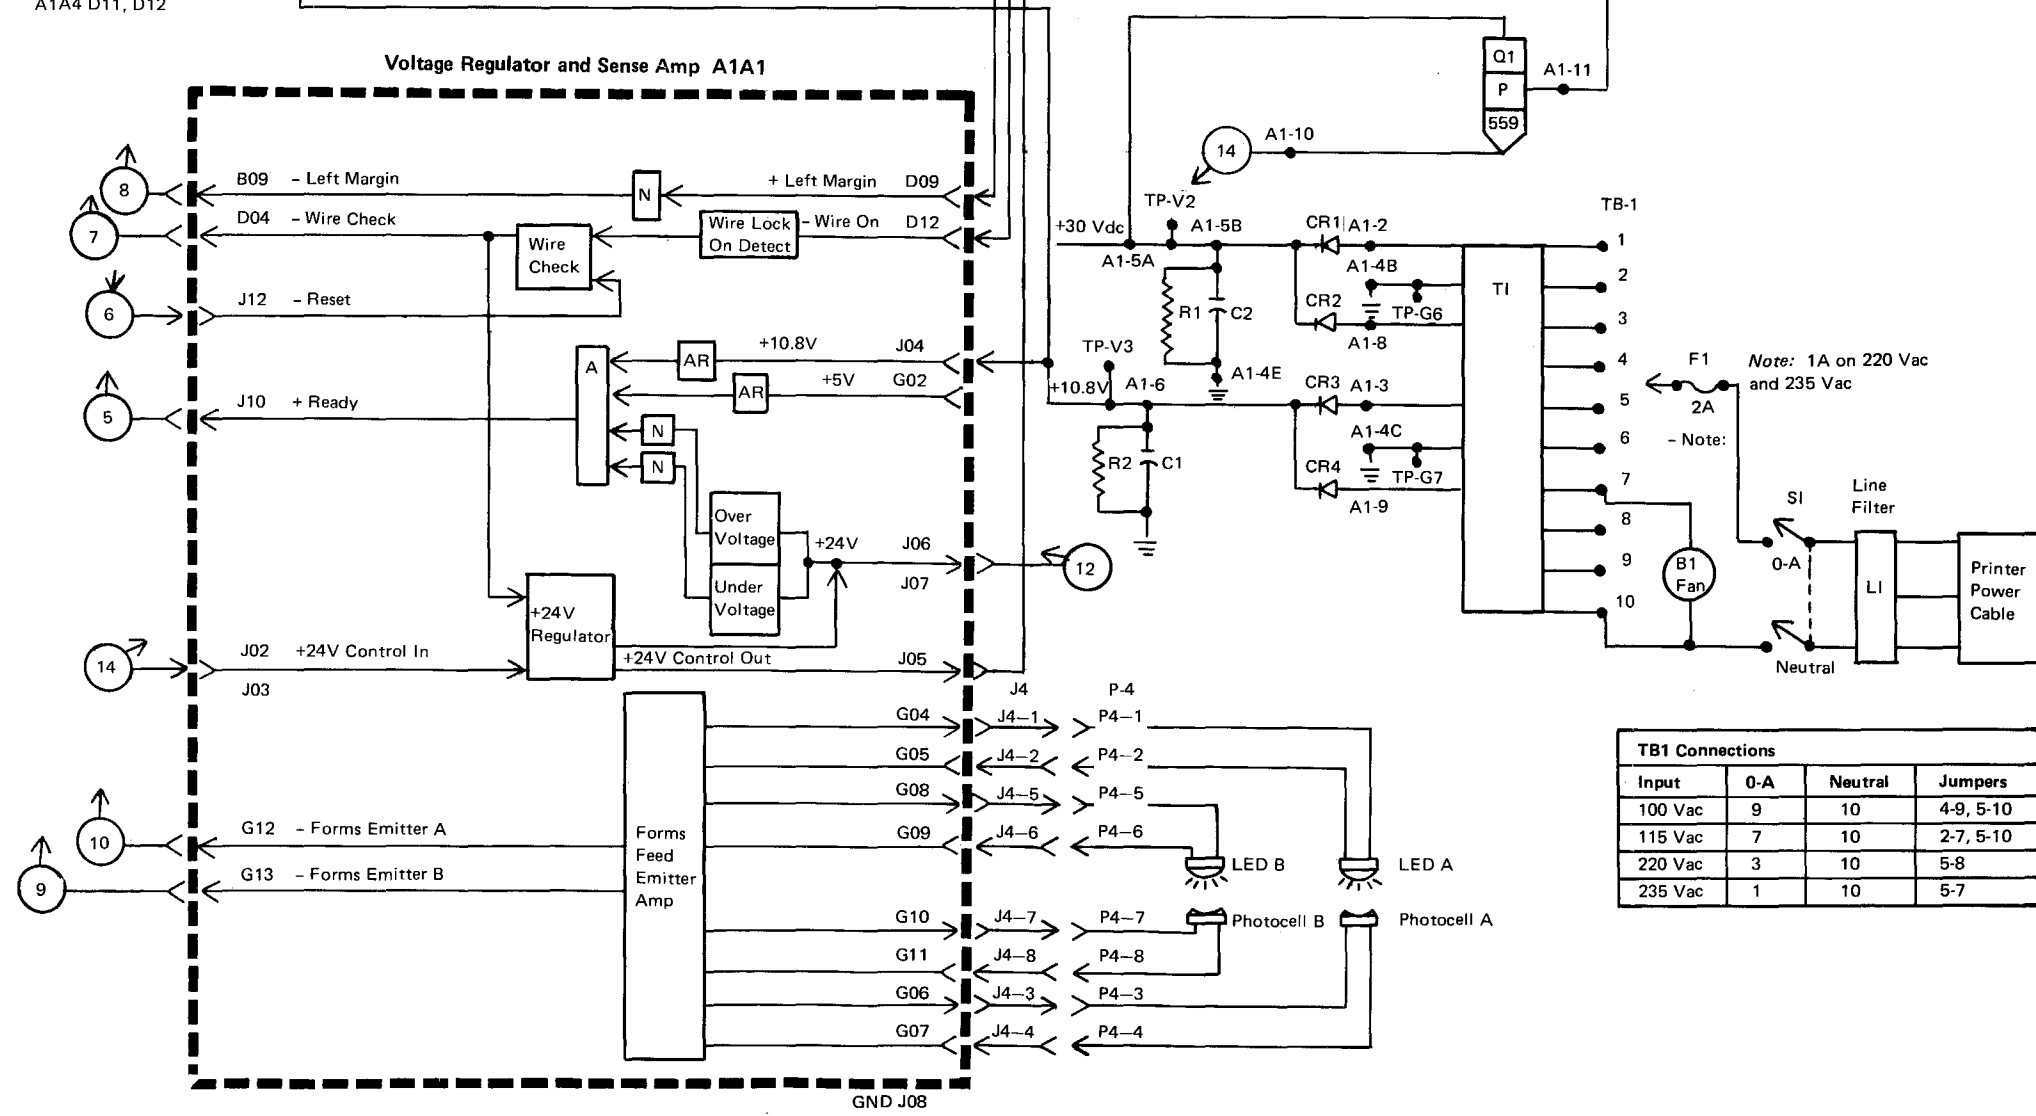 A1A4 D11, D12
Voltage Regulator and Sense Amp A1A1
8
B09 – Left Margin
N
+ Left Margin D09
7
D04 – Wire Check
Wire
Check
Wire Lock
On Detect
– Wire On D12
6
J12 – Reset
A
AR
+10.8V J04
AR
+5V G02
5
J10 + Ready
N
N
Over
Voltage
Under
Voltage
+24V
J06
J07
12
+24V
Regulator
14
J02 +24V Control In
J03
+24V Control Out
J05
J4
P-4
G04 J4–1 P4–1
G05 J4–2 P4–2
G08 J4–5 P4–5
G09 J4–6 P4–6
10
G12 – Forms Emitter A
9
G13 – Forms Emitter B
Forms
Feed
Emitter
Amp
LED B
LED A
Photocell B
Photocell A
G10 J4–7 P4–7
G11 J4–8 P4–8
G06 J4–3 P4–3
G07 J4–4 P4–4
GND J08
Q1
P
559
A1-11
14
A1-10
TP-V2
+30 Vdc
A1-5A
A1-5B
CR1
A1-2
A1-4B
TP-G6
CR2
A1-8
R1
C2
A1-4E
TP-V3
+10.8V
A1-6
CR3 A1-3
A1-4C
TP-G7
CR4
A1-9
R2
C1
TI
TB-1
1
2
3
4
5
6
7
8
9
10
F1
2A
– Note:
Note: 1A on 220 Vac
and 235 Vac
B1
Fan
SI
0-A
Neutral
Line
Filter
LI
Printer
Power
Cable
TB1 Connections
Input 0-A Neutral Jumpers
100 Vac 9 10 4-9, 5-10
115 Vac 7 10 2-7, 5-10
220 Vac 3 10 5-8
235 Vac 1 10 5-7